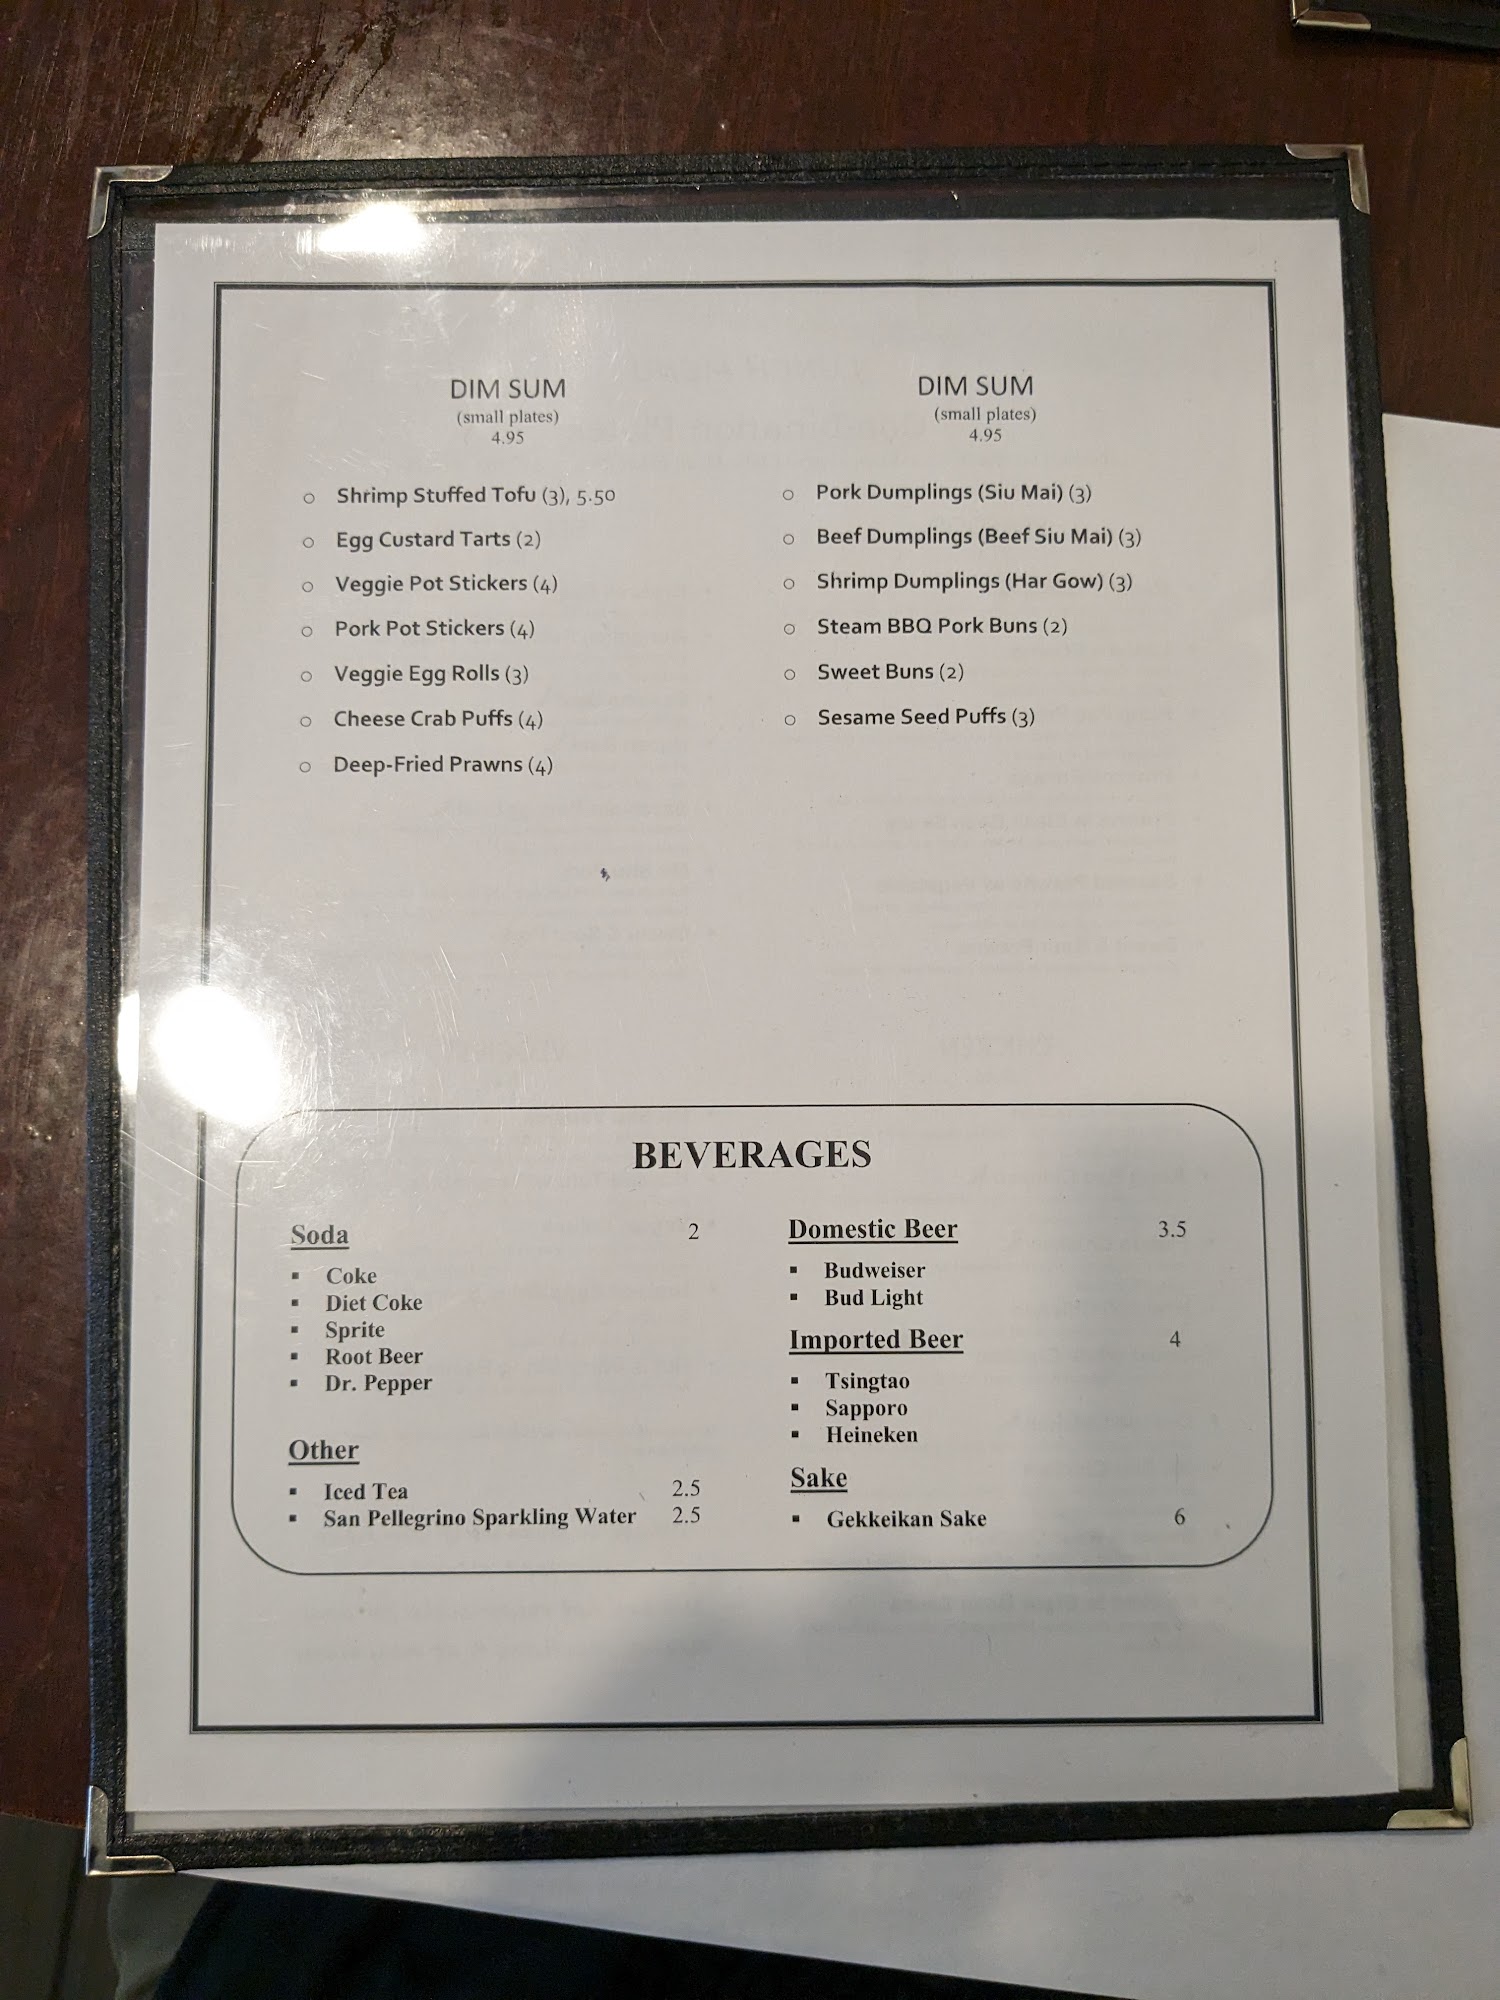 DIM SUM
(small plates)
4.95
○ Shrimp Stuffed Tofu (3), 5.50
○ Egg Custard Tarts (2)
○ Veggie Pot Stickers (4)
○ Pork Pot Stickers (4)
○ Veggie Egg Rolls (3)
○ Cheese Crab Puffs (4)
○ Deep-Fried Prawns (4)
DIM SUM
(small plates)
4.95
○ Pork Dumplings (Siu Mai) (3)
○ Beef Dumplings (Beef Siu Mai) (3)
○ Shrimp Dumplings (Har Gow) (3)
○ Steam BBQ Pork Buns (2)
○ Sweet Buns (2)
○ Sesame Seed Puffs (3)
BEVERAGES
Soda 2
▪ Coke
▪ Diet Coke
▪ Sprite
▪ Root Beer
▪ Dr. Pepper
Other
▪ Iced Tea 2.5
▪ San Pellegrino Sparkling Water 2.5
Domestic Beer 3.5
▪ Budweiser
▪ Bud Light
Imported Beer 4
▪ Tsingtao
▪ Sapporo
▪ Heineken
Sake
▪ Gekkeikan Sake 6